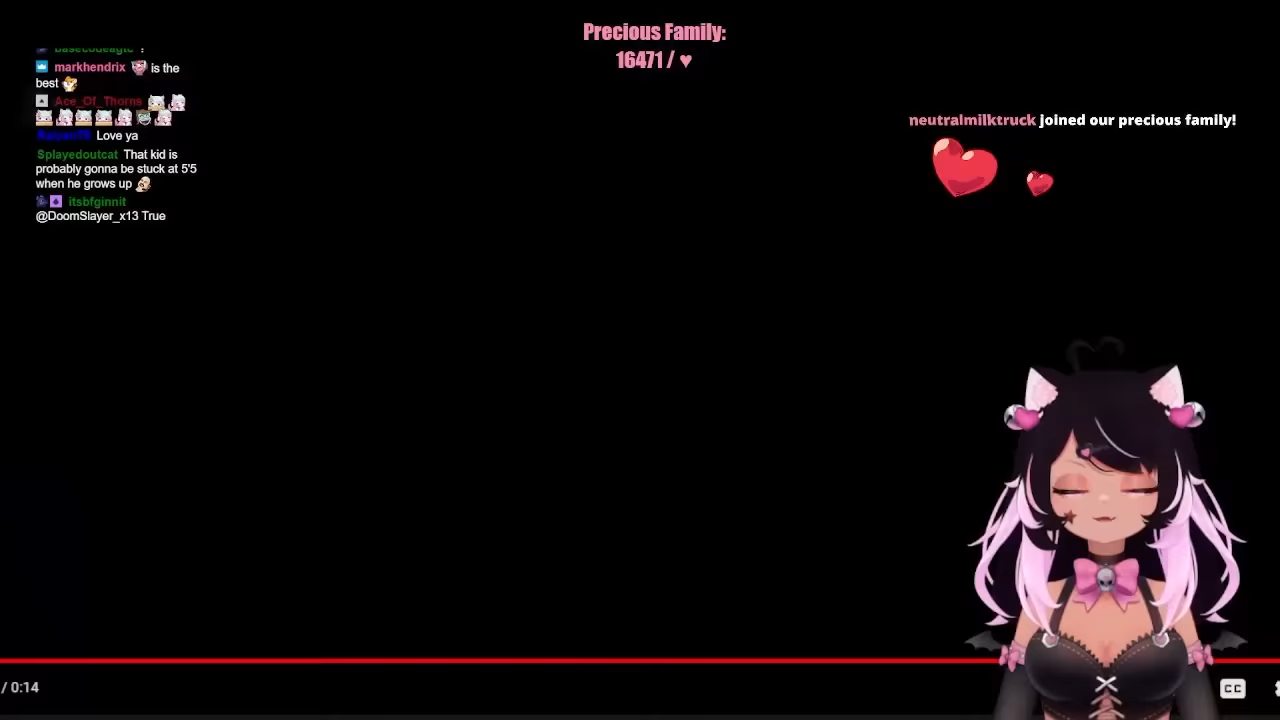 Precious Family:
16471 / ♥
markhendrix is the
best
Ace_Of_Thorns
Love ya
Splayedoutcat That kid is
probably gonna be stuck at 5'5
when he grows up
itsbfginnit
@DoomSlayer_x13 True
neutralmilktruck joined our precious family!
/ 0:14
CC